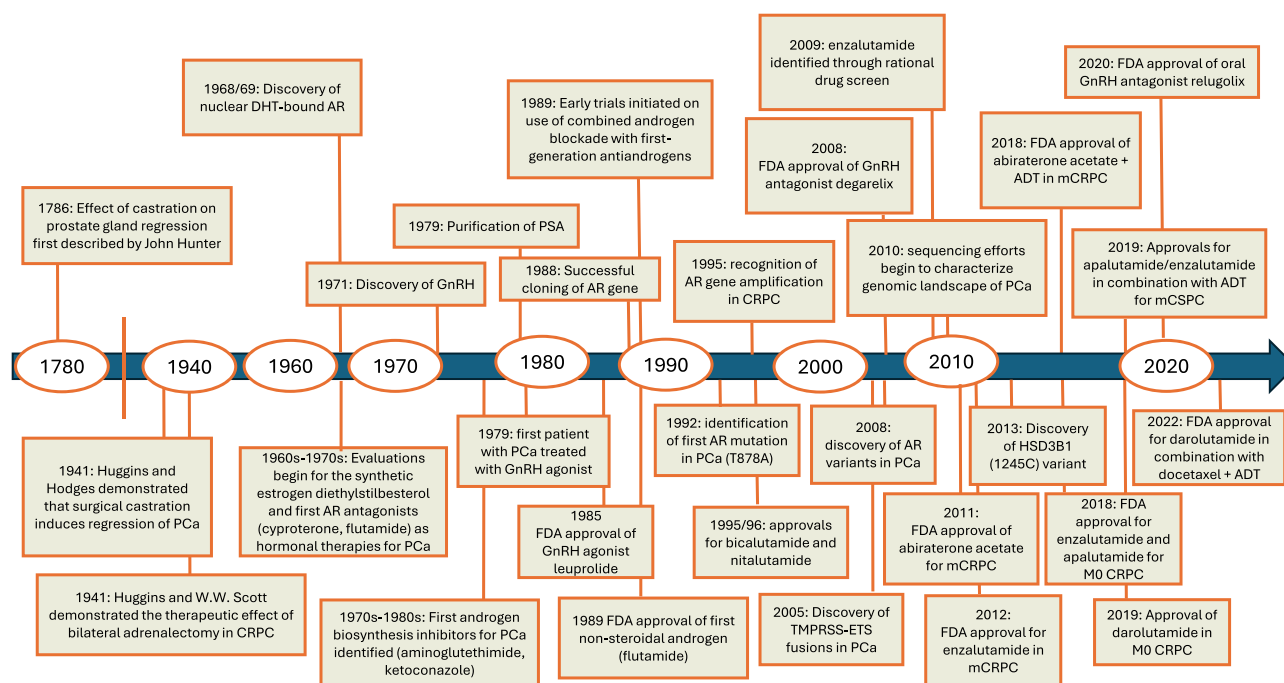 2009: enzalutamide
identified through rational
drug screen
2020: FDA approval of oral
GnRH antagonist relugolix
1968/69: Discovery of
nuclear DHT-bound AR
1989: Early trials initiated on
use of combined androgen
blockade with first-
generation antiandrogens
2008:
FDA approval of GnRH
antagonist degarelix
2018: FDA approval of
abiraterone acetate +
ADT in mCRPC
1786: Effect of castration on
prostate gland regression
first described by John Hunter
1979: Purification of PSA
1971: Discovery of GnRH
1988: Successful
cloning of AR gene
1995: recognition of
AR gene amplification
in CRPC
2010: sequencing efforts
begin to characterize
genomic landscape of PCa
2019: Approvals for
apalutamide/enzalutamide
in combination with ADT
for mCSPC
1780
1940
1960
1970
1980
1990
2000
2010
2020
1941: Huggins and
Hodges demonstrated
that surgical castration
induces regression of PCa
1941: Huggins and W.W. Scott
demonstrated the therapeutic effect of
bilateral adrenalectomy in CRPC
1960s-1970s: Evaluations
begin for the synthetic
estrogen diethylstilbesterol
and first AR antagonists
(cyproterone, flutamide) as
hormonal therapies for PCa
1970s-1980s: First androgen
biosynthesis inhibitors for PCa
identified (aminoglutethimide,
ketoconazole)
1979: first patient
with PCa treated
with GnRH agonist
1985
FDA approval of
GnRH agonist
leuprolide
1989 FDA approval of first
non-steroidal androgen
(flutamide)
1992: identification
of first AR mutation
in PCa (T878A)
1995/96: approvals
for bicalutamide and
nitalutamide
2008:
discovery of AR
variants in PCa
2005: Discovery of
TMPRSS-ETS
fusions in PCa
2011:
FDA approval of
abiraterone acetate
for mCRPC
2012:
FDA approval for
enzalutamide in
mCRPC
2013: Discovery
of HSD3B1
(1245C) variant
2018: FDA
approval for
enzalutamide and
apalutamide for
M0 CRPC
2019: Approval of
darolutamide in
M0 CRPC
2022: FDA approval
for darolutamide in
combination with
docetaxel + ADT